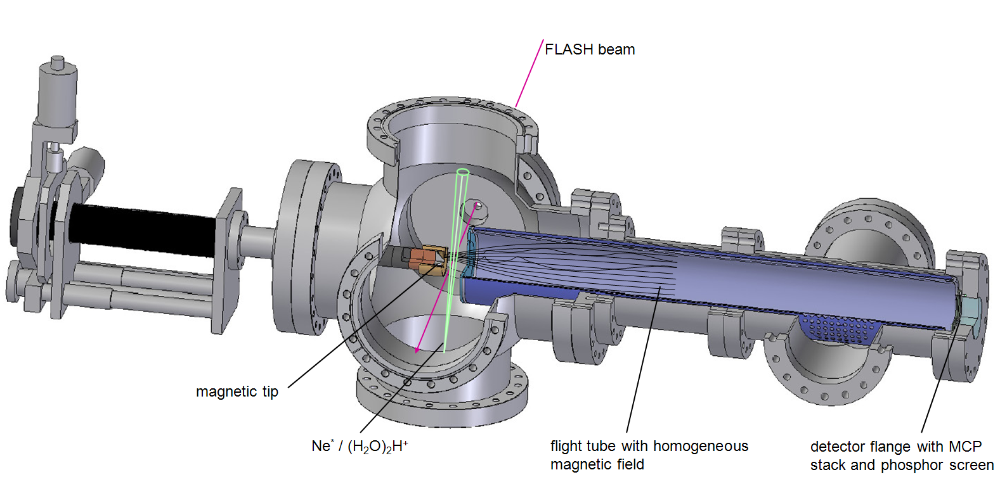 FLASH beam
magnetic tip
Ne* / (H₂O)₂H⁺
flight tube with homogeneous
magnetic field
detector flange with MCP
stack and phosphor screen